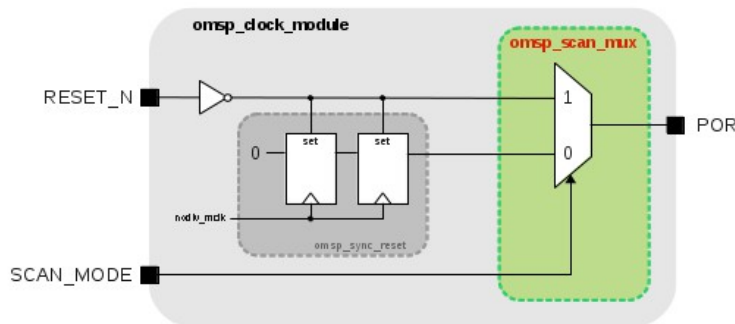 omsp_clock_module
omsp_scan_mux
RESET_N
1
POR
set
set
0
0
nodiv_mclk
omsp_sync_reset
SCAN_MODE